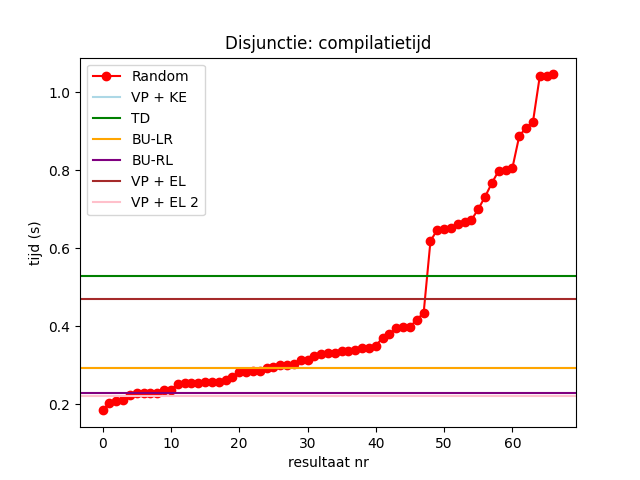 Disjunctie: compilatietijd
Random
VP + KE
TD
BU-LR
BU-RL
VP + EL
VP + EL 2
tijd (s)
1.0
0.8
0.6
0.4
0.2
0 10 20 30 40 50 60
resultaat nr